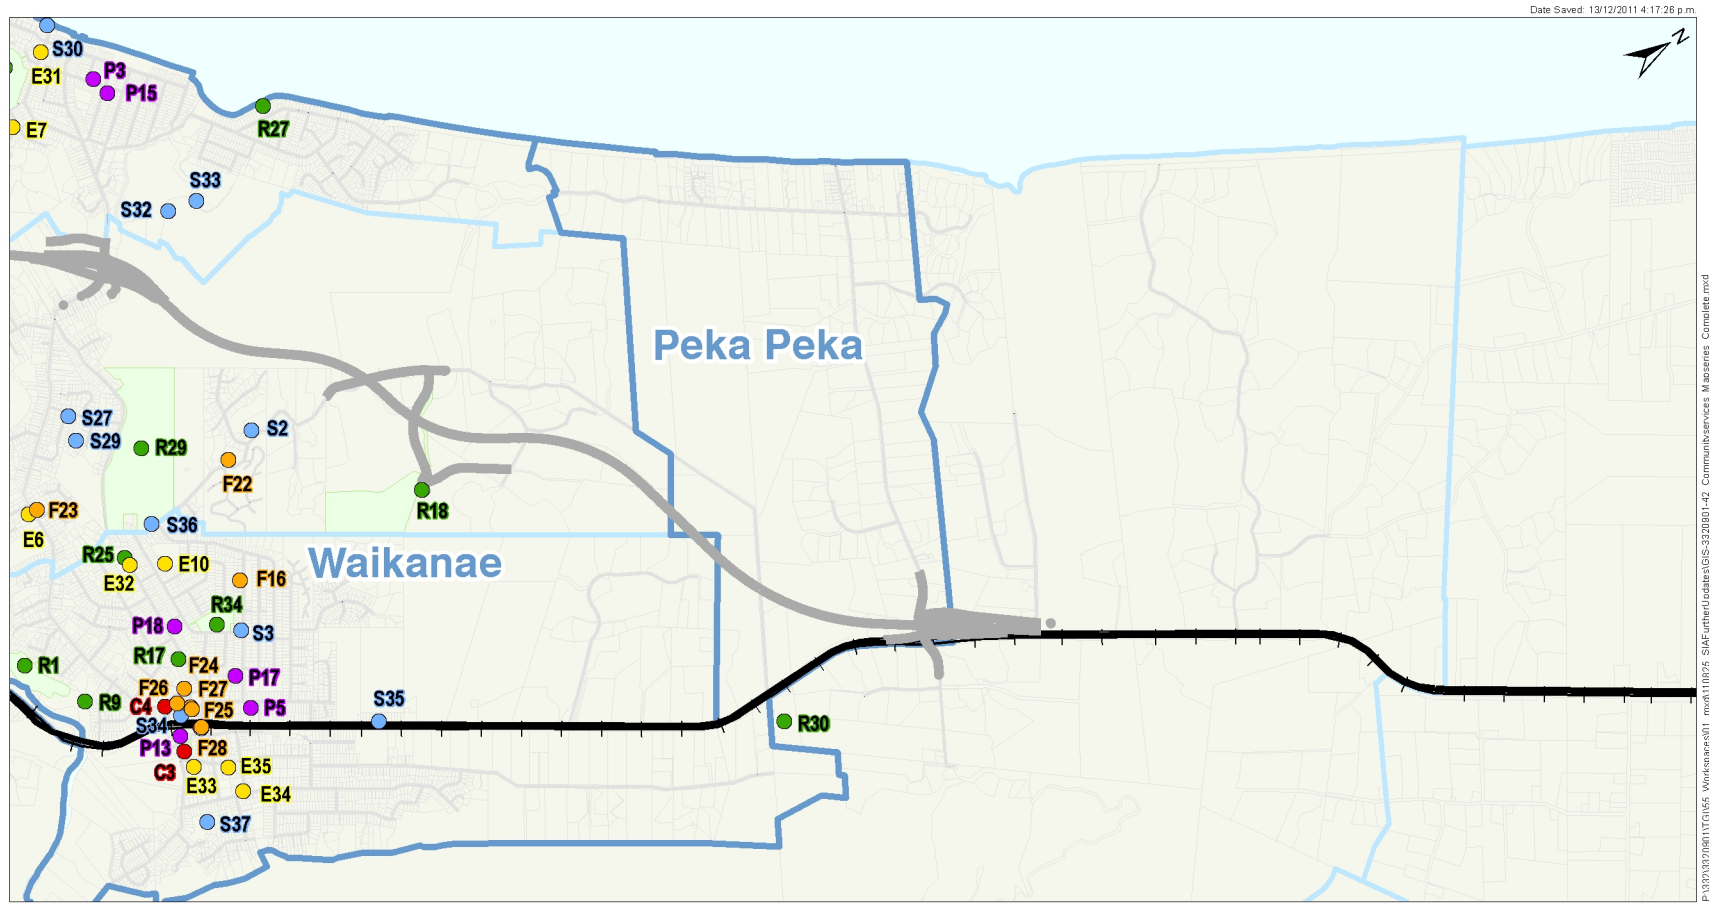 Date Saved: 13/12/2011 4:17:26 p.m.
N
S30
E31
P3
P15
E7
R27
S33
S32
Peka Peka
S27
S29
R29
S2
F22
R18
F23
E6
S36
R25
E32
E10
Waikanae
F16
R34
P18
S3
R17
F24
R1
P17
F26
F27
R9
C4
F25
P5
S35
S34
R30
P13
F28
C3
E33
E35
E34
S37